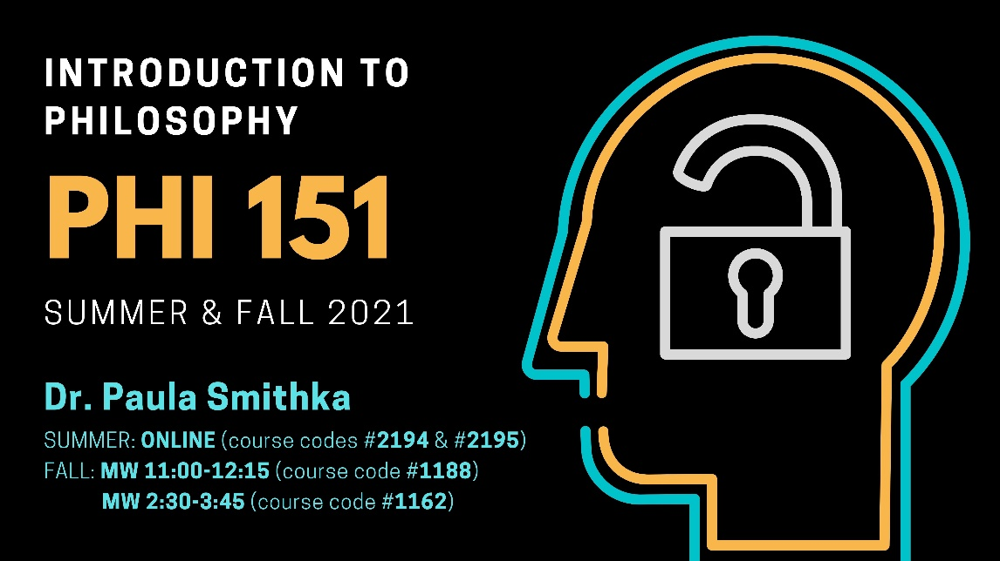 INTRODUCTION TO
PHILOSOPHY
PHI 151
SUMMER & FALL 2021
Dr. Paula Smithka
SUMMER: ONLINE (course codes #2194 & #2195)
FALL: MW 11:00-12:15 (course code #1188)
MW 2:30-3:45 (course code #1162)